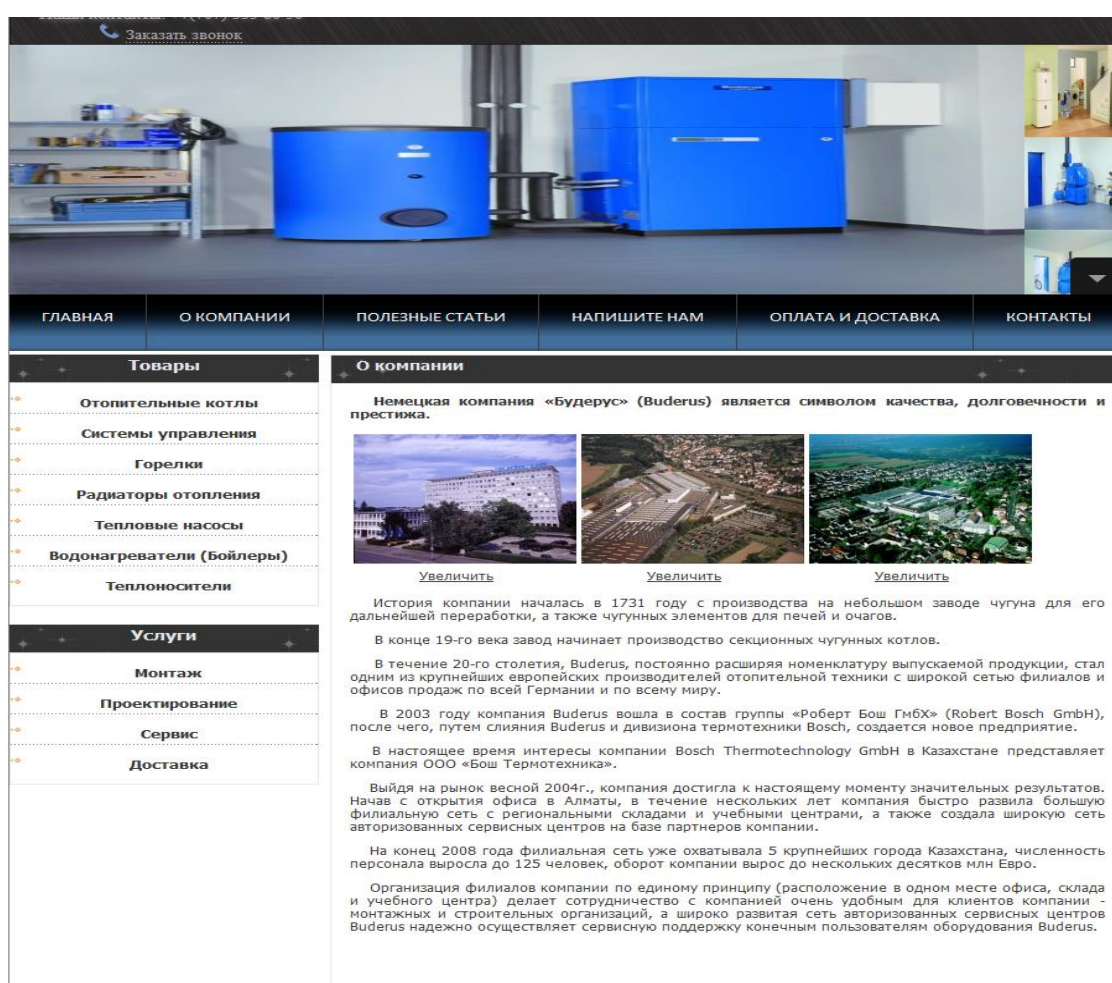 Заказать звонок
Buderus
ГЛАВНАЯ
О КОМПАНИИ
ПОЛЕЗНЫЕ СТАТЬИ
НАПИШИТЕ НАМ
ОПЛАТА И ДОСТАВКА
КОНТАКТЫ
Товары
Отопительные котлы
Системы управления
Горелки
Радиаторы отопления
Тепловые насосы
Водонагреватели (Бойлеры)
Теплоносители
Услуги
Монтаж
Проектирование
Сервис
Доставка
О компании
Немецкая компания «Будерус» (Buderus) является символом качества, долговечности и
престижа.
Увеличить
Увеличить
Увеличить
История компании началась в 1731 году с производства на небольшом заводе чугуна для его
дальнейшей переработки, а также чугунных элементов для печей и очагов.
В конце 19-го века завод начинает производство секционных чугунных котлов.
В течение 20-го столетия, Buderus, постоянно расширяя номенклатуру выпускаемой продукции, стал
одним из крупнейших европейских производителей отопительной техники с широкой сетью филиалов и
офисов продаж по всей Германии и по всему миру.
В 2003 году компания Buderus вошла в состав группы «Роберт Бош ГмбХ» (Robert Bosch GmbH),
после чего, путем слияния Buderus и дивизиона термотехники Bosch, создается новое предприятие.
В настоящее время интересы компании Bosch Thermotechnology GmbH в Казахстане представляет
компания ООО «Бош Термотехника».
Выйдя на рынок весной 2004г., компания достигла к настоящему моменту значительных результатов.
Начав с открытия офиса в Алматы, в течение нескольких лет компания быстро развила большую
филиальную сеть с региональными складами и учебными центрами, а также создала широкую сеть
авторизованных сервисных центров на базе партнеров компании.
На конец 2008 года филиальная сеть уже охватывала 5 крупнейших города Казахстана, численность
персонала выросла до 125 человек, оборот компании вырос до нескольких десятков млн Евро.
Организация филиалов компании по единому принципу (расположение в одном месте офиса, склада
и учебного центра) делает сотрудничество с компанией очень удобным для клиентов компании -
монтажных и строительных организаций, а широко развитая сеть авторизованных сервисных центров
Buderus надежно осуществляет сервисную поддержку конечным пользователям оборудования Buderus.